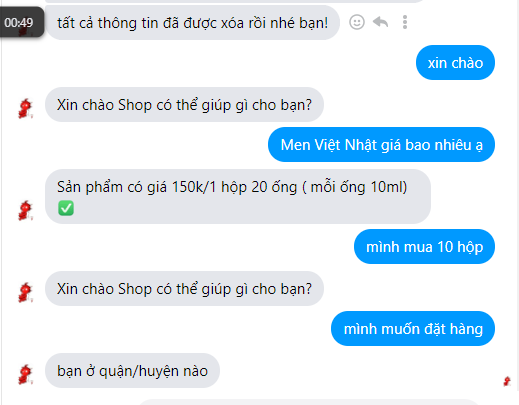 tất cả thông tin đã được xóa rồi nhé bạn!
00:49
xin chào
Xin chào Shop có thể giúp gì cho bạn?
Men Việt Nhật giá bao nhiêu ạ
Sản phẩm có giá 150k/1 hộp 20 ống ( mỗi ống 10ml)
✅
mình mua 10 hộp
Xin chào Shop có thể giúp gì cho bạn?
mình muốn đặt hàng
bạn ở quận/huyện nào